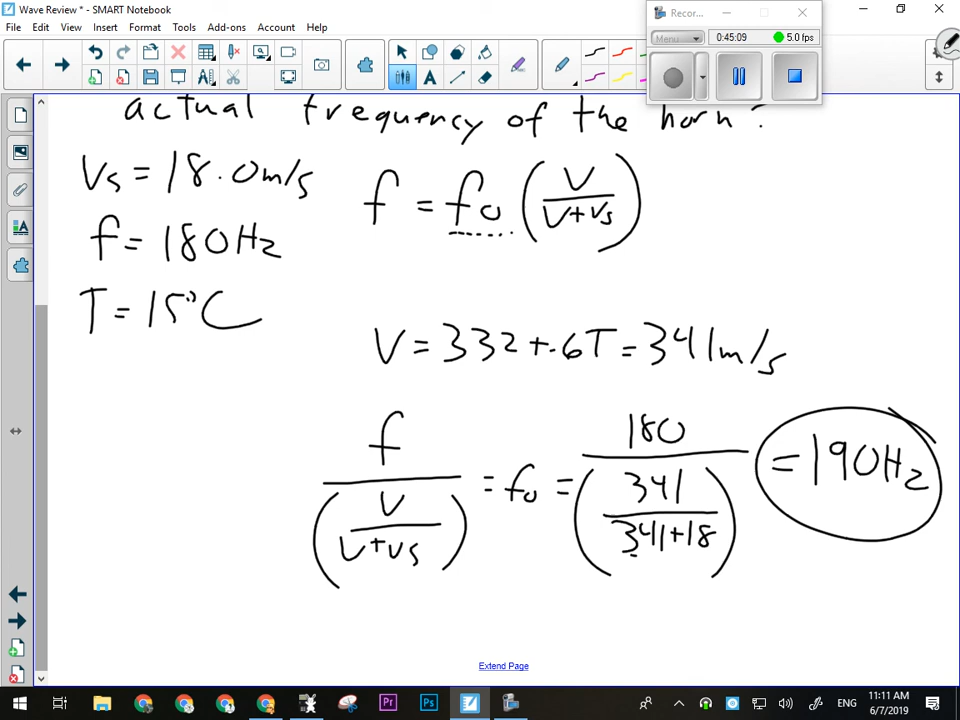 Wave Review * - SMART Notebook
Recor...
File Edit View Insert Format Tools Add-ons Account Help
Menu 0:45:09 5.0 fps
actual frequency of the horn?
Vs = 18.0m/s
f = fo (V / V+Vs)
f = 180Hz
T = 15°C
V = 332 + .6T = 341m/s
f / (V / V+Vs) = fo = 180 / (341 / 341+18) = 190Hz
Extend Page
Pr Ps ENG
11:11 AM
6/7/2019